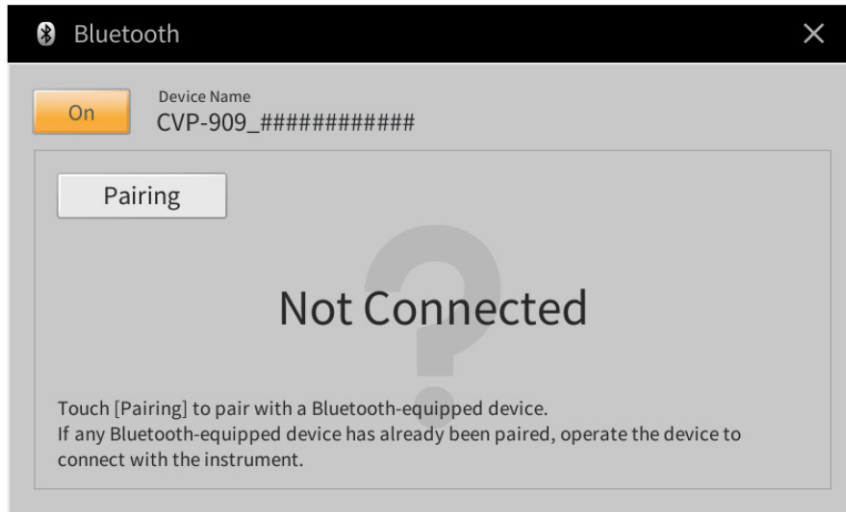 Bluetooth
On
Device Name
CVP-909_############
Pairing
Not Connected
Touch [Pairing] to pair with a Bluetooth-equipped device.
If any Bluetooth-equipped device has already been paired, operate the device to
connect with the instrument.